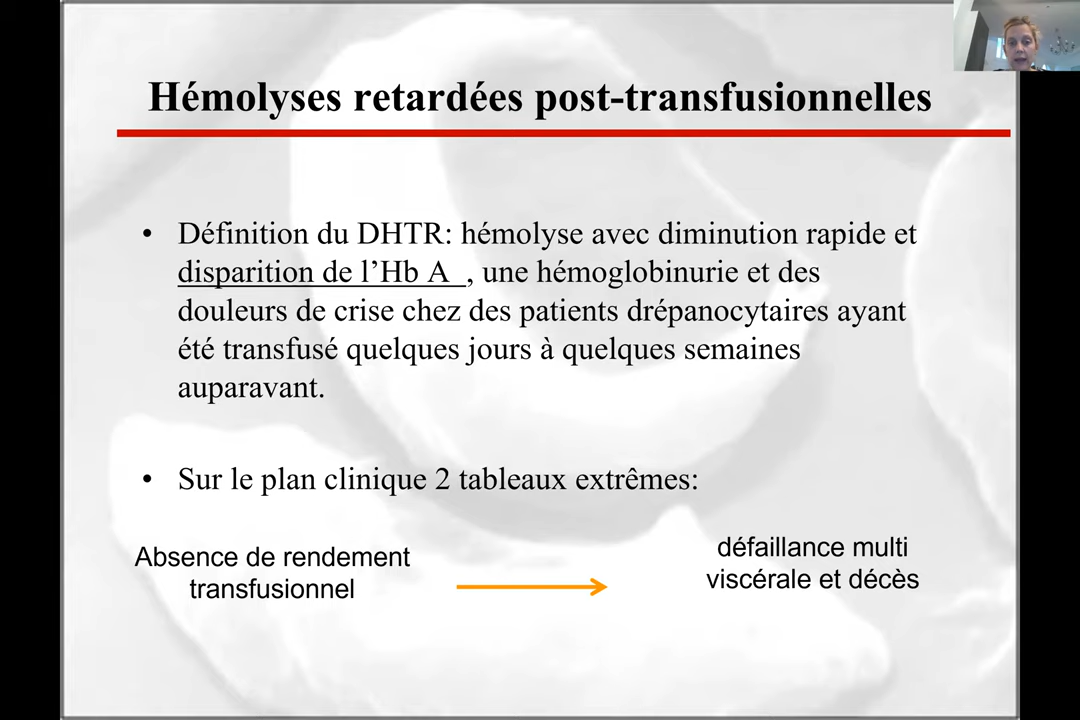 Hémolyses retardées post-transfusionnelles
• Définition du DHTR: hémolyse avec diminution rapide et
disparition de l’Hb A , une hémoglobinurie et des
douleurs de crise chez des patients drépanocytaires ayant
été transfusé quelques jours à quelques semaines
auparavant.
• Sur le plan clinique 2 tableaux extrêmes:
Absence de rendement
transfusionnel
défaillance multi
viscérale et décès